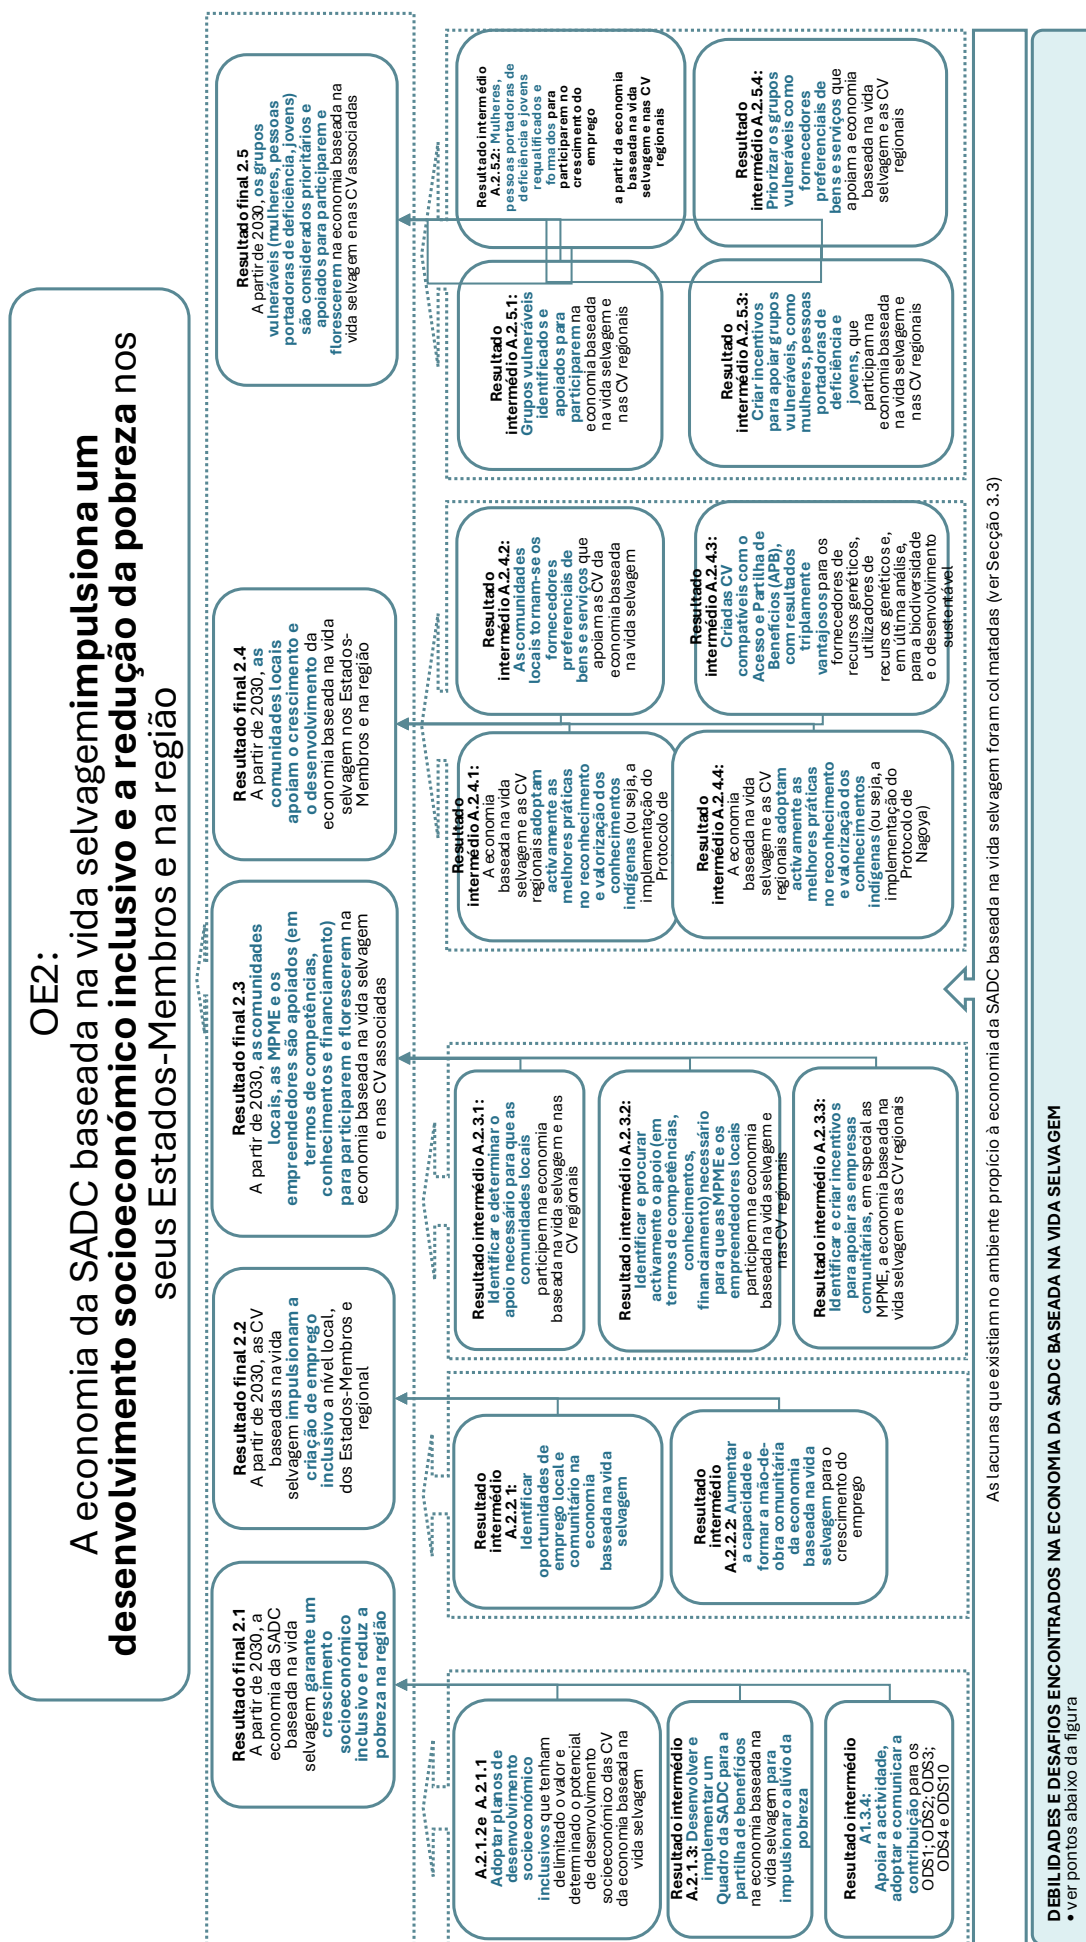 OE2:
A economia da SADC baseada na vida selvagem impulsiona um
desenvolvimento socioeconómico inclusivo e a redução da pobreza nos
seus Estados-Membros e na região
Resultado final 2.1
A partir de 2030, a
economia da SADC
baseada na vida
selvagem garante um
crescimento
socioeconómico
inclusivo e reduz a
pobreza na região
Resultado final 2.2
A partir de 2030, as CV
baseadas na vida
selvagem impulsionam a
criação de emprego
inclusivo a nível local,
dos Estados-Membros e
regional
Resultado final 2.3
A partir de 2030, as comunidades
locais, as MPME e os
empreendedores são apoiados (em
termos de competências,
conhecimentos e financiamento)
para participarem e florescerem na
economia baseada na vida selvagem
e nas CV associadas
Resultado final 2.4
A partir de 2030, as
comunidades locais
apoiam o crescimento e
o desenvolvimento da
economia baseada na vida
selvagem nos Estados-
Membros e na região
Resultado final 2.5
A partir de 2030, os grupos
vulneráveis (mulheres, pessoas
portadoras de deficiência, jovens)
são considerados prioritários e
apoiados para participarem e
florescerem na economia baseada na
vida selvagem e nas CV associadas
A.2.1.2 e A.2.1.1
Adoptar planos de
desenvolvimento
socioeconómico
inclusivos que tenham
delimitado o valor e
determinado o potencial
de desenvolvimento
socioeconómico das CV
da economia baseada na
vida selvagem
Resultado intermédio
A.2.1.3: Desenvolver e
implementar um
Quadro da SADC para a
partilha de benefícios
na economia baseada na
vida selvagem para
impulsionar o alívio da
pobreza
Resultado intermédio
A1.3.4:
Apoiar a actividade,
adoptar e comunicar a
contribuição para os
ODS1; ODS2; ODS3;
ODS4 e ODS10
Resultado
intermédio
A.2.2.1:
Identificar
oportunidades de
emprego local e
comunitário na
economia
baseada na vida
selvagem
Resultado
intermédio
A.2.2.2: Aumentar
a capacidade e
formar a mão-de-
obra comunitária
da economia
baseada na vida
selvagem para o
crescimento do
emprego
Resultado intermédio A.2.3.1:
Identificar e determinar o
apoio necessário para que as
comunidades locais
participem na economia
baseada na vida selvagem e nas
CV regionais
Resultado intermédio A.2.3.2:
Identificar e procurar
activamente o apoio (em
termos de competências,
conhecimentos,
financiamento) necessário
para que as MPME e os
empreendedores locais
participem na economia
baseada na vida selvagem e
nas CV regionais
Resultado intermédio A.2.3.3:
Identificar e criar incentivos
para apoiar as empresas
comunitárias, em especial as
MPME, a economia baseada na
vida selvagem e as CV regionais
Resultado
intermédio A.2.4.1:
A economia
baseada na vida
selvagem e as CV
regionais adoptam
activamente as
melhores práticas
no reconhecimento
e valorização dos
conhecimentos
indígenas (ou seja, a
implementação do
Protocolo de
Resultado
intermédio A.2.4.2:
As comunidades
locais tornam-se os
fornecedores
preferenciais de
bens e serviços que
apoiam as CV da
economia baseada
na vida selvagem
Resultado
intermédio A.2.4.4:
A economia
baseada na vida
selvagem e as CV
regionais adoptam
activamente as
melhores práticas
no reconhecimento
e valorização dos
conhecimentos
indígenas (ou seja, a
implementação do
Protocolo de
Nagoya)
Resultado
intermédio A.2.4.3:
Criadas CV
compatíveis com o
Acesso e Partilha de
Benefícios (APB),
com resultados
triplamente
vantajosos para os
fornecedores de
recursos genéticos,
utilizadores de
recursos genéticos e,
em última análise,
para a biodiversidade
e o desenvolvimento
sustentável
Resultado
intermédio A.2.5.1:
Grupos vulneráveis
identificados e
apoiados para
participarem na
economia baseada
na vida selvagem e
nas CV regionais
Resultado intermédio
A.2.5.2: Mulheres,
pessoas portadoras de
deficiência e jovens
requalificados e
formados para
participarem no
crescimento do
emprego
a partir da economia
baseada na vida
selvagem e nas CV
regionais
Resultado
intermédio A.2.5.3:
Criar incentivos
para apoiar grupos
vulneráveis, como
mulheres, pessoas
portadoras de
deficiência e
jovens, que
participam na
economia baseada
na vida selvagem e
nas CV regionais
Resultado
intermédio A.2.5.4:
Priorizar os grupos
vulneráveis como
fornecedores
preferenciais de
bens e serviços que
apoiam a economia
baseada na vida
selvagem e as CV
regionais
As lacunas que existiam no ambiente propício à economia da SADC baseada na vida selvagem foram colmatadas (ver Secção 3.3)
DEBILIDADES E DESAFIOS ENCONTRADOS NA ECONOMIA DA SADC BASEADA NA VIDA SELVAGEM
• ver pontos abaixo da figura